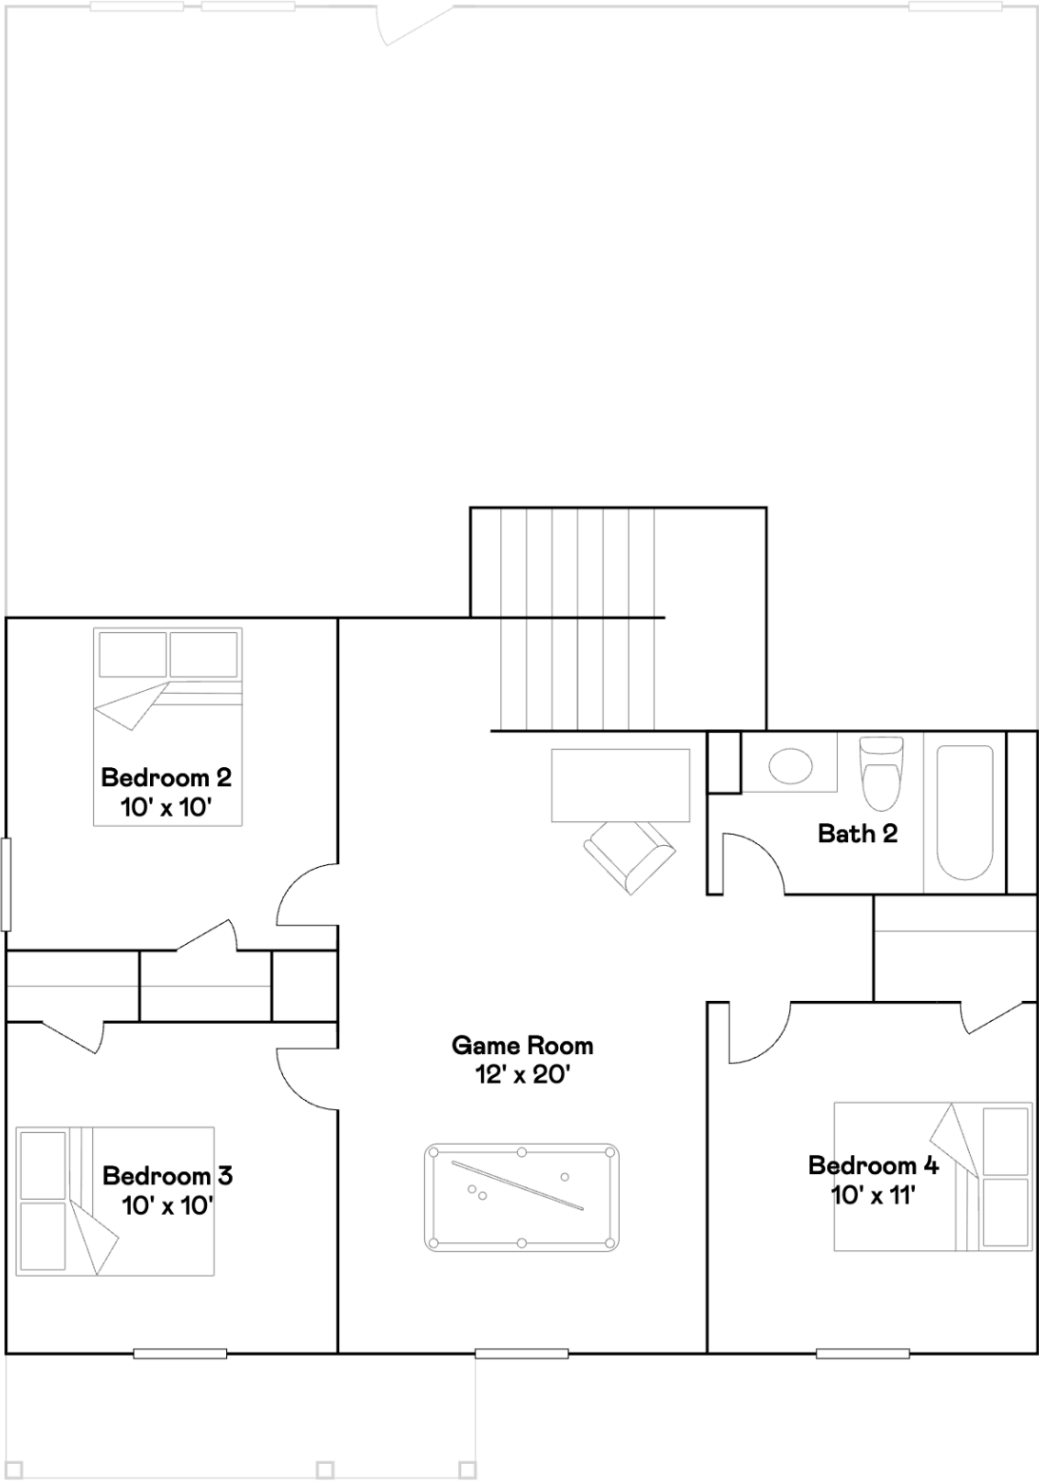 Bedroom 2
10' x 10'
Bath 2
Game Room
12' x 20'
Bedroom 3
10' x 10'
Bedroom 4
10' x 11'